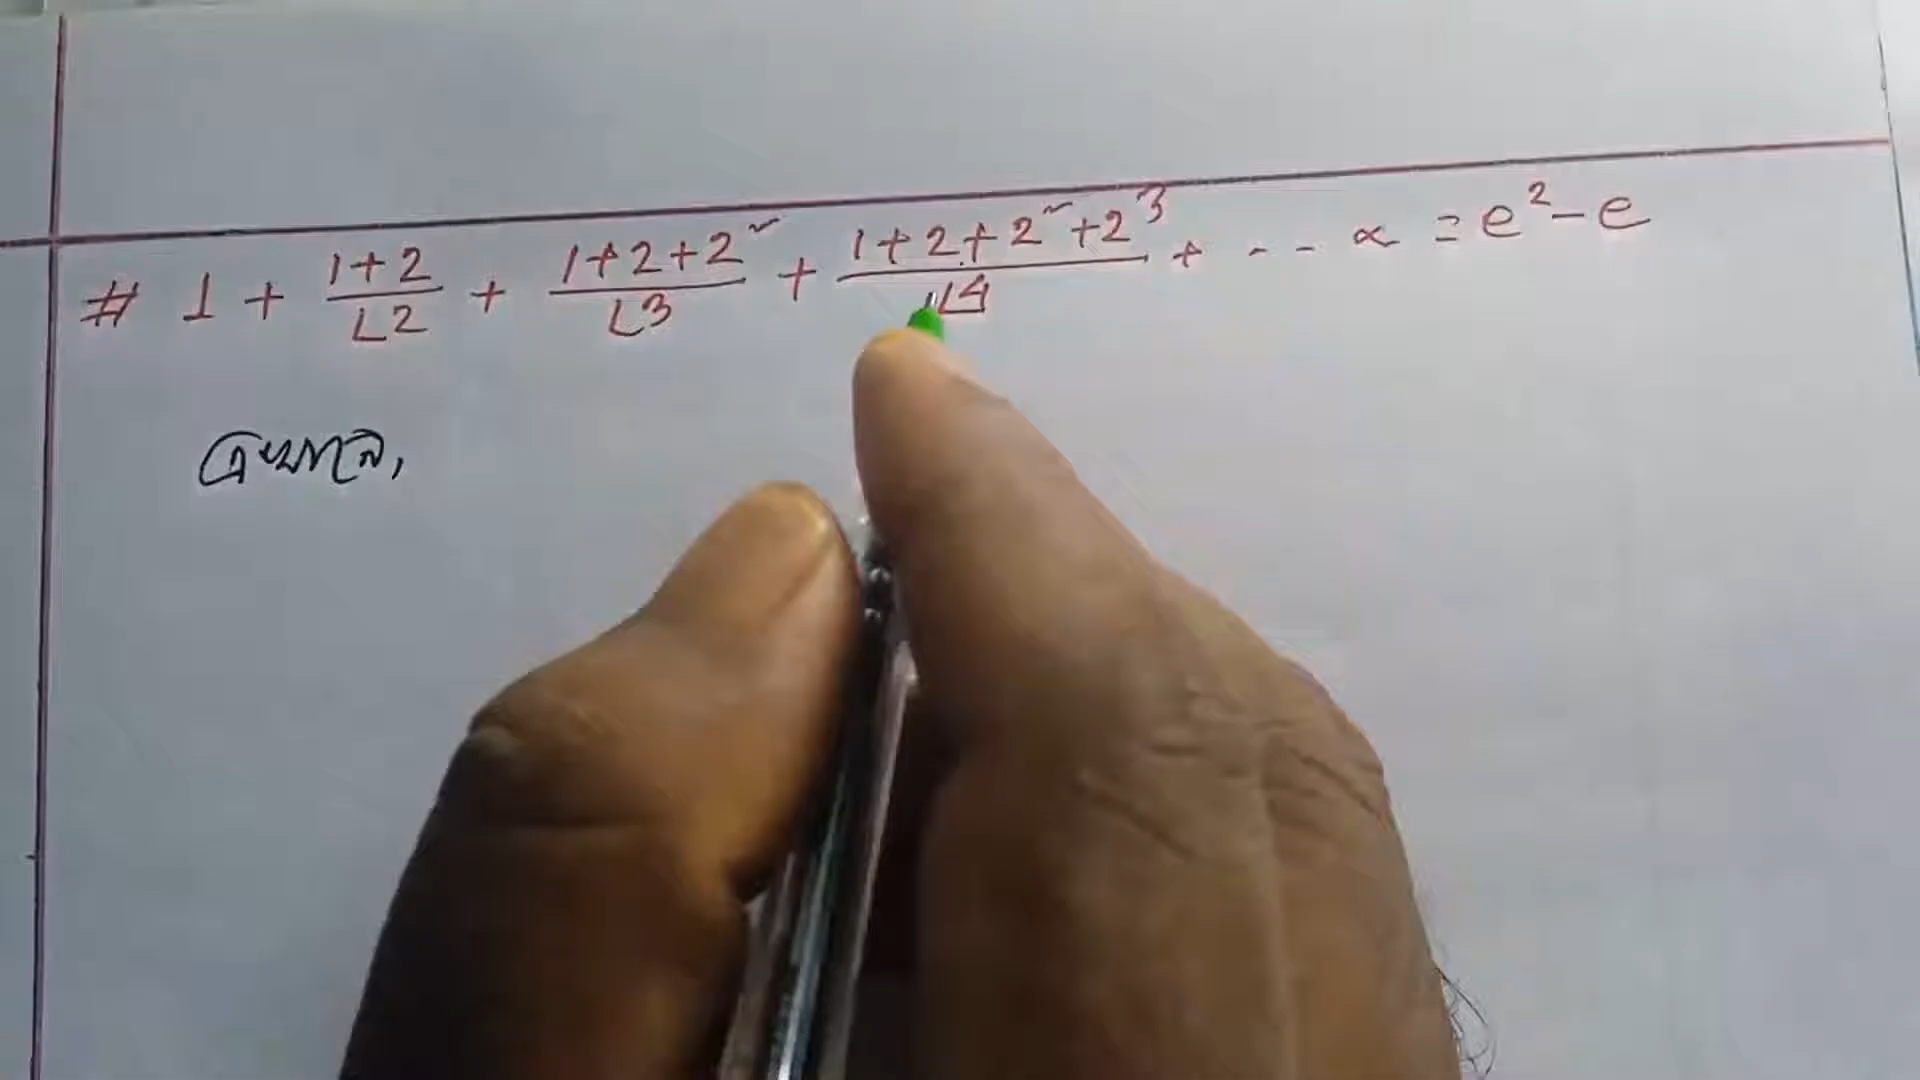 # 1 + (1+2)/∟2 + (1+2+2²)/∟3 + (1+2+2²+2³)/∟4 + ... ∝ = e² - e
এখানে,